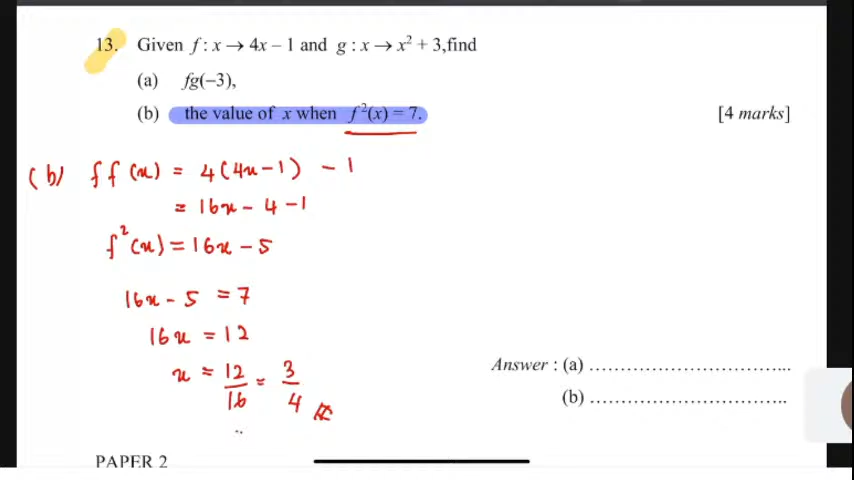 13. Given f : x → 4x – 1 and g : x → x² + 3,find
(a) fg(–3),
(b) the value of x when f²(x) = 7. [4 marks]
(b) ff(x) = 4(4x-1) - 1
= 16x - 4 - 1
f²(x) = 16x - 5
16x - 5 = 7
16x = 12
x = 12/16 = 3/4
Answer : (a) ………………………………...
(b) ………………………………..
PAPER 2